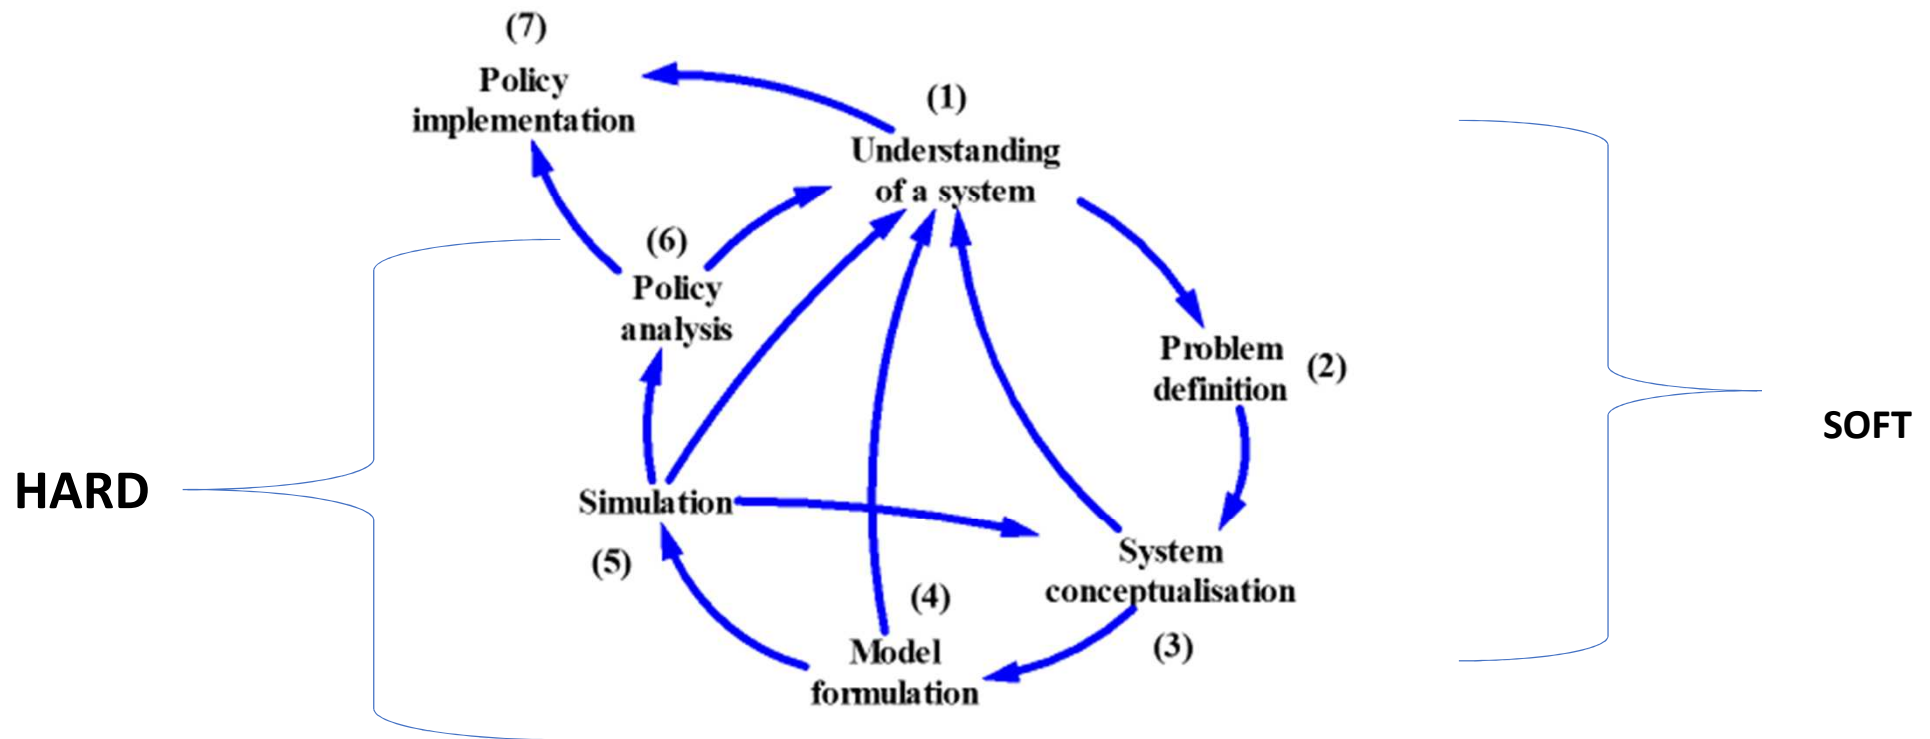 (7)
Policy
implementation
(1)
Understanding
of a system
(6)
Policy
analysis
Problem
definition
(2)
SOFT
HARD
Simulation
(5)
System
conceptualisation
(3)
(4)
Model
formulation